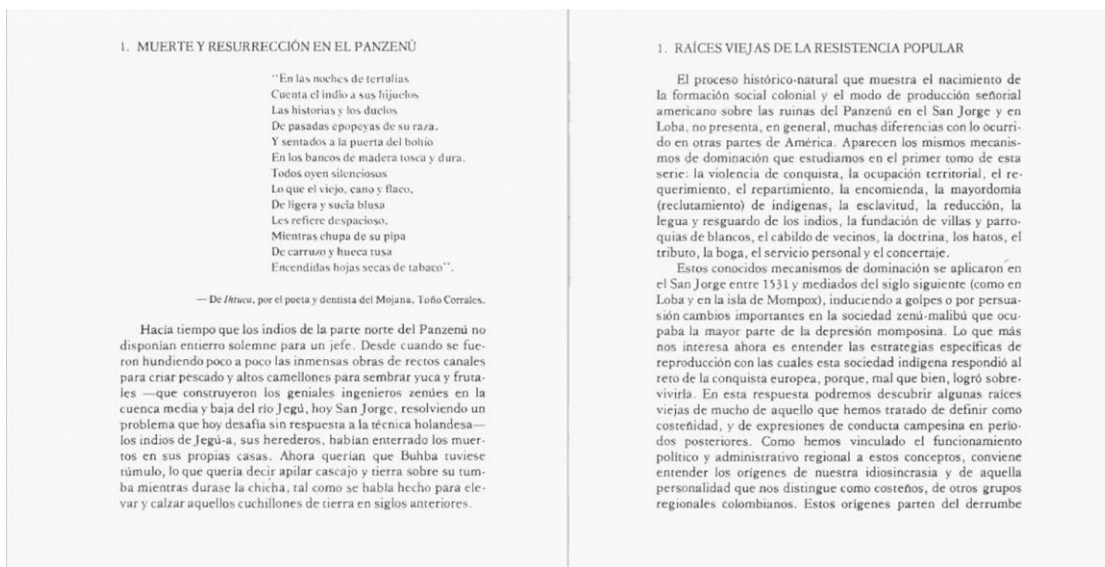 1. MUERTE Y RESURRECCIÓN EN EL PANZENÚ
"En las noches de tertulias
Cuenta el indio a sus hijuelos
Las historias y los duelos
De pasadas epopeyas de su raza.
Y sentados a la puerta del bohío
En los bancos de madera tosca y dura.
Todos oyen silenciosos
Lo que el viejo, cano y flaco,
De ligera y sucia blusa
Les refiere despacioso,
Mientras chupa de su pipa
De carruzo y hueca tusa
Encendidas hojas secas de tabaco".
— De Ihtuca, por el poeta y dentista del Mojana, Toño Corrales.
Hacía tiempo que los indios de la parte norte del Panzenú no
disponían entierro solemne para un jefe. Desde cuando se fue-
ron hundiendo poco a poco las inmensas obras de rectos canales
para criar pescado y altos camellones para sembrar yuca y fruta-
les —que construyeron los geniales ingenieros zenúes en la
cuenca media y baja del río Jegú, hoy San Jorge, resolviendo un
problema que hoy desafía sin respuesta a la técnica holandesa—
los indios de Jegú-a, sus herederos, habían enterrado los muer-
tos en sus propias casas. Ahora querían que Buhba tuviese
túmulo, lo que quería decir apilar cascajo y tierra sobre su tum-
ba mientras durase la chicha, tal como se había hecho para ele-
var y calzar aquellos cuchillones de tierra en siglos anteriores.
1. RAÍCES VIEJAS DE LA RESISTENCIA POPULAR
El proceso histórico-natural que muestra el nacimiento de
la formación social colonial y el modo de producción señorial
americano sobre las ruinas del Panzenú en el San Jorge y en
Loba, no presenta, en general, muchas diferencias con lo ocurri-
do en otras partes de América. Aparecen los mismos mecanis-
mos de dominación que estudiamos en el primer tomo de esta
serie: la violencia de conquista, la ocupación territorial, el re-
querimiento, el repartimiento, la encomienda, la mayordomía
(reclutamiento) de indígenas, la esclavitud, la reducción, la
legua y resguardo de los indios, la fundación de villas y parro-
quias de blancos, el cabildo de vecinos, la doctrina, los hatos, el
tributo, la boga, el servicio personal y el concertaje.
Estos conocidos mecanismos de dominación se aplicaron en
el San Jorge entre 1531 y mediados del siglo siguiente (como en
Loba y en la isla de Mompox), induciendo a golpes o por persua-
sión cambios importantes en la sociedad zenú-malibú que ocu-
paba la mayor parte de la depresión momposina. Lo que más
nos interesa ahora es entender las estrategias específicas de
reproducción con las cuales esta sociedad indígena respondió al
reto de la conquista europea, porque, mal que bien, logró sobre-
vivirla. En esta respuesta podremos descubrir algunas raíces
viejas de mucho de aquello que hemos tratado de definir como
costeñidad, y de expresiones de conducta campesina en perío-
dos posteriores. Como hemos vinculado el funcionamiento
político y administrativo regional a estos conceptos, conviene
entender los orígenes de nuestra idiosincrasia y de aquella
personalidad que nos distingue como costeños, de otros grupos
regionales colombianos. Estos orígenes parten del derrumbe